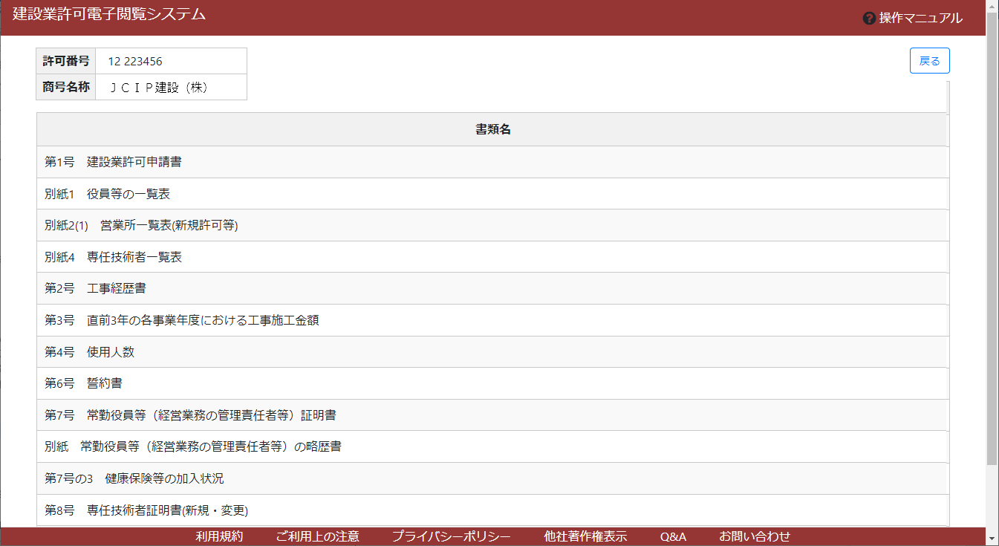 建設業許可電子閲覧システム
? 操作マニュアル
許可番号 12 223456
戻る
商号名称 ＪＣＩＰ建設（株）
書類名
第1号　建設業許可申請書
別紙1　役員等の一覧表
別紙2(1)　営業所一覧表(新規許可等)
別紙4　専任技術者一覧表
第2号　工事経歴書
第3号　直前3年の各事業年度における工事施工金額
第4号　使用人数
第6号　誓約書
第7号　常勤役員等（経営業務の管理責任者等）証明書
別紙　常勤役員等（経営業務の管理責任者等）の略歴書
第7号の3　健康保険等の加入状況
第8号　専任技術者証明書(新規・変更)
利用規約 ご利用上の注意 プライバシーポリシー 他社著作権表示 Q&A お問い合わせ